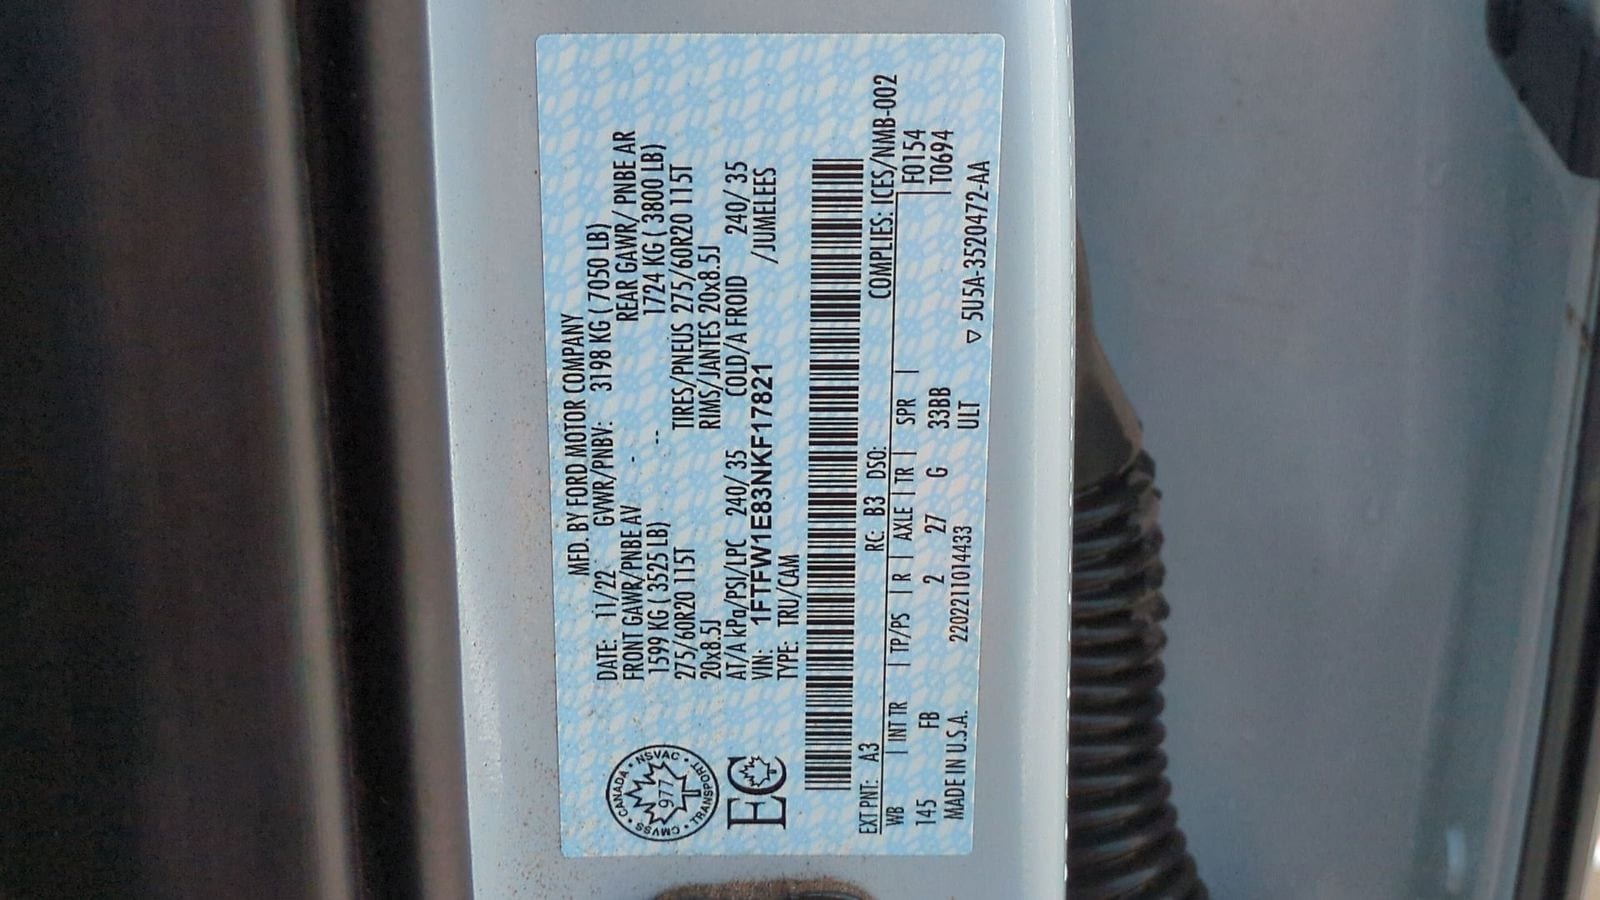 MFD. BY FORD MOTOR COMPANY
DATE: 11/22 GVWR/PNBV: 3198 KG ( 7050 LB)
FRONT GAWR/PNBE AV REAR GAWR/ PNBE AR
1599 KG ( 3525 LB) 1724 KG ( 3800 LB)
275/60R20 115T TIRES/PNEUS 275/60R20 115T
20x8.5J RIMS/JANTES 20x8.5J
AT/A kPa/PSI/LPC 240/ 35 COLD/A FROID 240/ 35
VIN: 1FTFW1E83NKF17821 /JUMELEES
TYPE: TRU/CAM
CANADA • NSVAC • TRANSPORT • CMVSS •
977
EC
COMPLIES: ICES/NMB-002
EXT PNT: A3 RC: B3 DSO: F0154
WB | INT TR | TP/PS | R | AXLE | TR | SPR | T0694
145 FB 2 27 G 33BB
MADE IN U.S.A. 220221101443​3 ULT ▽ 5U5A-3520472-AA